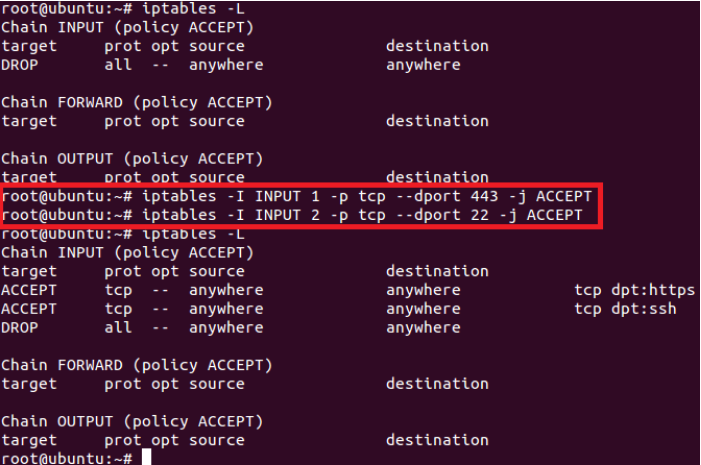 root@ubuntu:~# iptables -L
Chain INPUT (policy ACCEPT)
target     prot opt source               destination
DROP       all  --  anywhere             anywhere
Chain FORWARD (policy ACCEPT)
target     prot opt source               destination
Chain OUTPUT (policy ACCEPT)
target     prot opt source               destination
root@ubuntu:~# iptables -I INPUT 1 -p tcp --dport 443 -j ACCEPT
root@ubuntu:~# iptables -I INPUT 2 -p tcp --dport 22 -j ACCEPT
root@ubuntu:~# iptables -L
Chain INPUT (policy ACCEPT)
target     prot opt source               destination
ACCEPT     tcp  --  anywhere             anywhere             tcp dpt:https
ACCEPT     tcp  --  anywhere             anywhere             tcp dpt:ssh
DROP       all  --  anywhere             anywhere
Chain FORWARD (policy ACCEPT)
target     prot opt source               destination
Chain OUTPUT (policy ACCEPT)
target     prot opt source               destination
root@ubuntu:~#